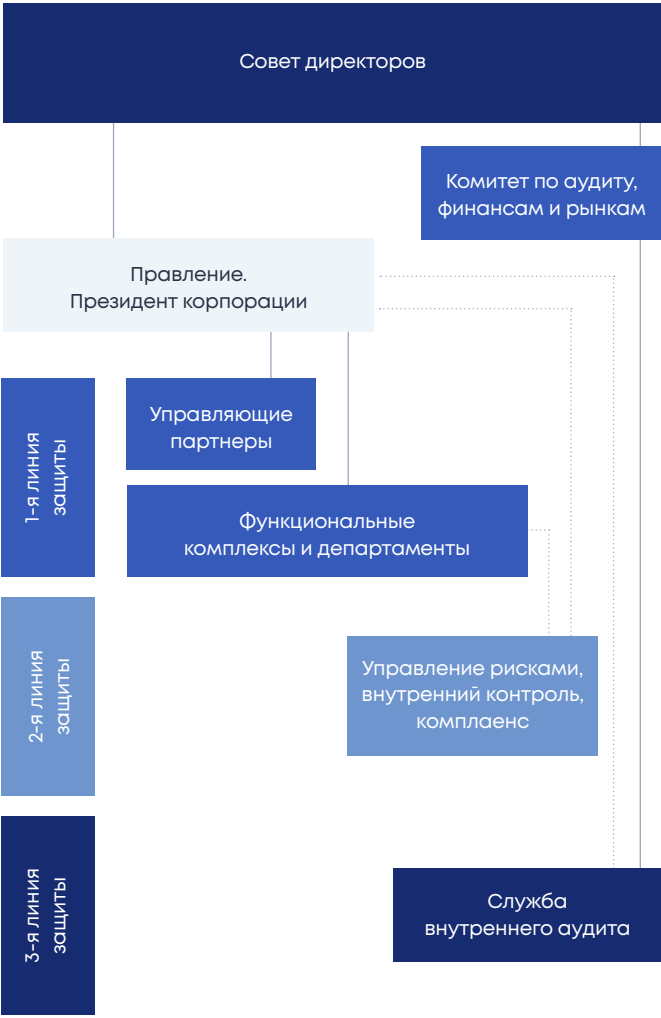 Совет директоров
Комитет по аудиту,
финансам и рынкам
Правление.
Президент корпорации
1-я линия
защиты
Управляющие
партнеры
Функциональные
комплексы и департаменты
2-я линия
защиты
Управление рисками,
внутренний контроль,
комплаенс
3-я линия
защиты
Служба
внутреннего аудита